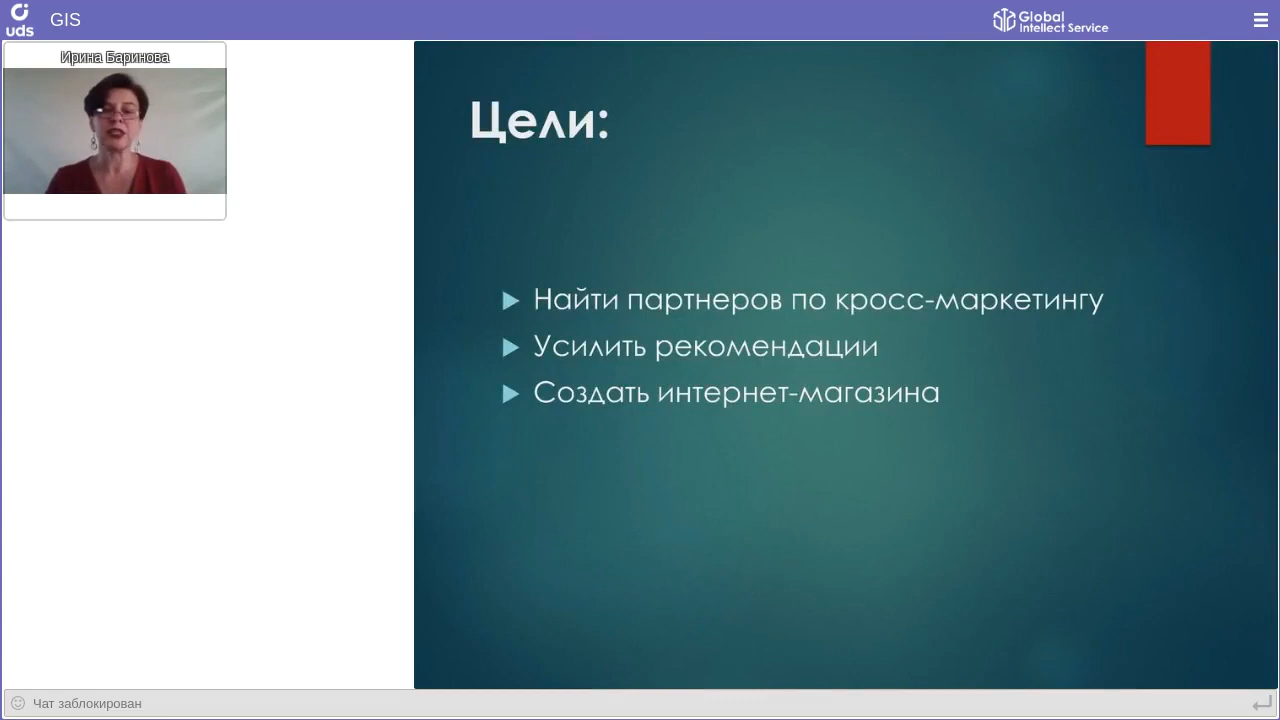 uds
GIS
Global
Intellect Service
Ирина Баринова
Цели:
Найти партнеров по кросс-маркетингу
Усилить рекомендации
Создать интернет-магазина
Чат заблокирован